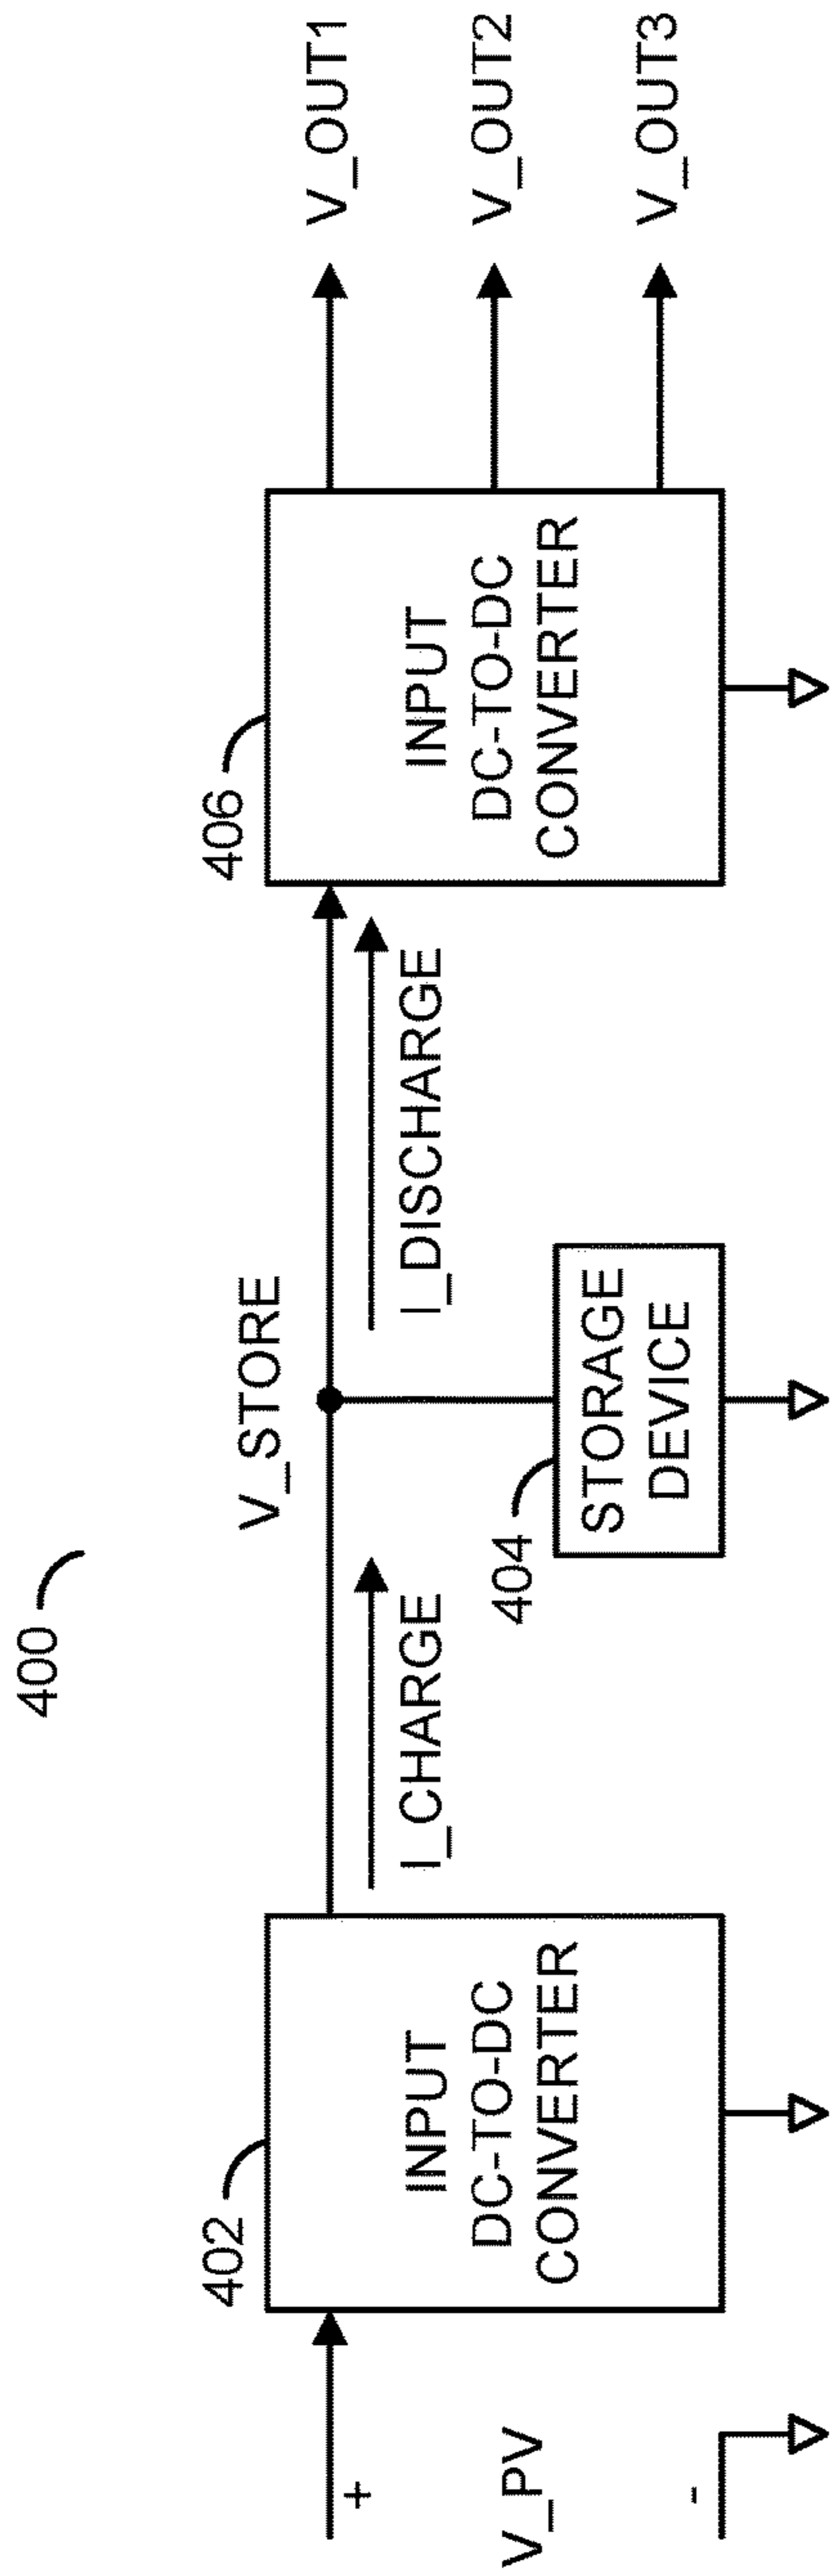 400
V_PV
+
-
402
INPUT
DC-TO-DC
CONVERTER
I_CHARGE
V_STORE
404
STORAGE
DEVICE
I_DISCHARGE
406
INPUT
DC-TO-DC
CONVERTER
V_OUT1
V_OUT2
V_OUT3